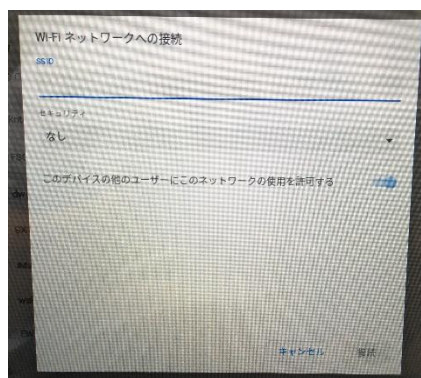 Wi-Fi ネットワークへの接続
SSID
セキュリティ
なし
このデバイスの他のユーザーにこのネットワークの使用を許可する
キャンセル 接続